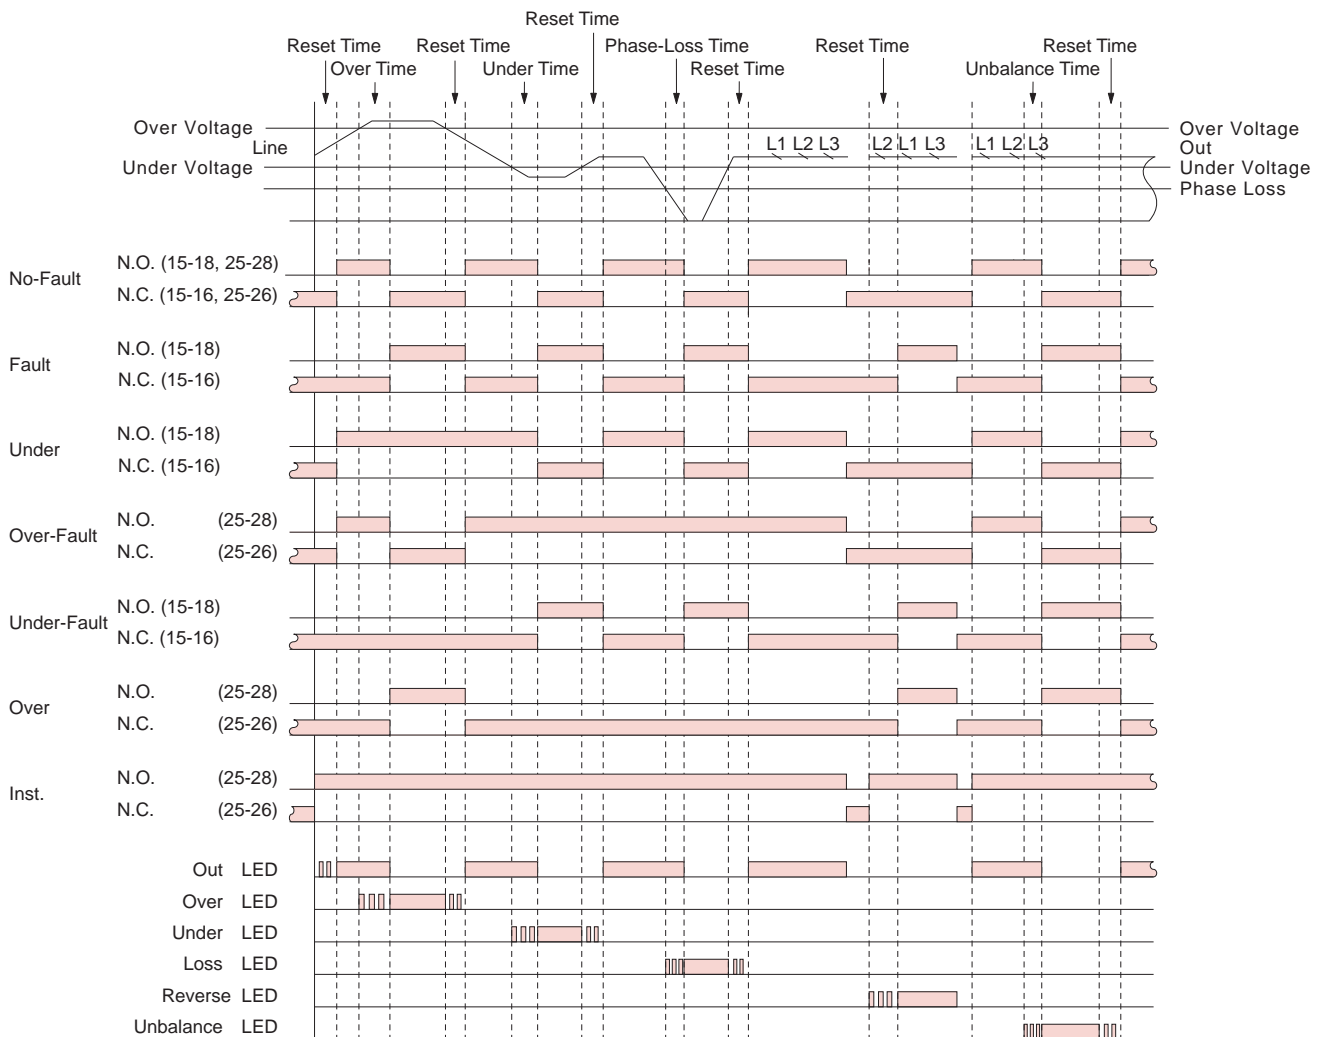 Reset Time
Reset Time Reset Time Phase-Loss Time Reset Time Reset Time
Over Time Under Time Reset Time Unbalance Time
Over Voltage Over Voltage
Line L1 L2 L3 L2 L1 L3 L1 L2 L3 Out
Under Voltage Under Voltage
Phase Loss
No-Fault
N.O. (15-18, 25-28)
N.C. (15-16, 25-26)
Fault
N.O. (15-18)
N.C. (15-16)
Under
N.O. (15-18)
N.C. (15-16)
Over-Fault
N.O. (25-28)
N.C. (25-26)
Under-Fault
N.O. (15-18)
N.C. (15-16)
Over
N.O. (25-28)
N.C. (25-26)
Inst.
N.O. (25-28)
N.C. (25-26)
Out LED
Over LED
Under LED
Loss LED
Reverse LED
Unbalance LED